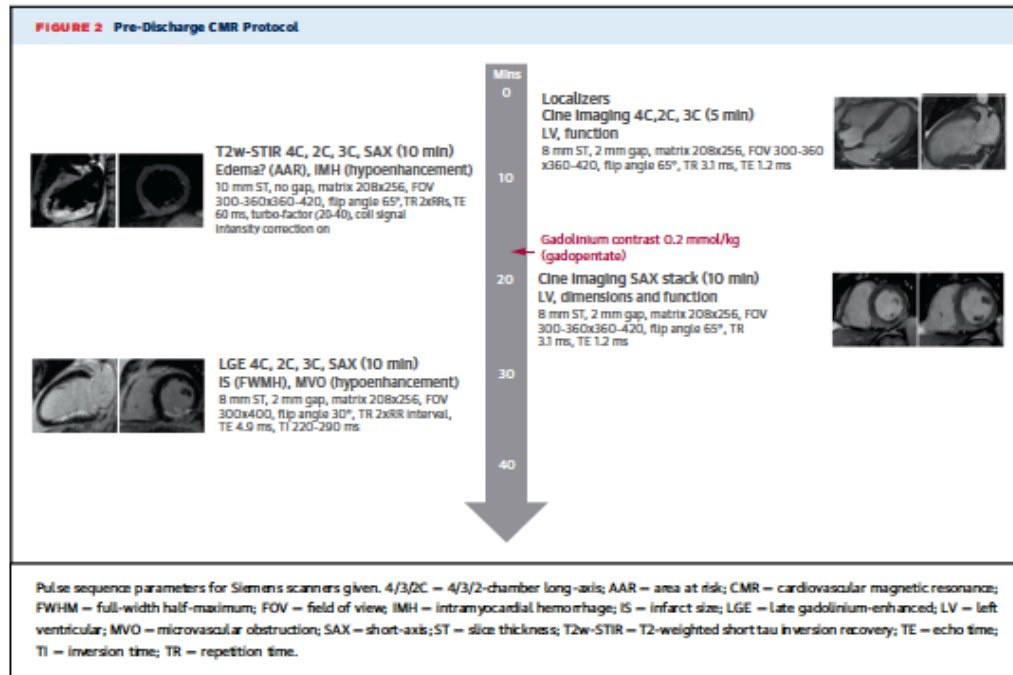 FIGURE 2 Pre-Discharge CMR Protocol
Mins
0
Localizers
Cine Imaging 4C,2C, 3C (5 min)
LV, function
8 mm ST, 2 mm gap, matrix 208x256, FOV 300-360
x360-420, flip angle 65°, TR 3.1 ms, TE 1.2 ms
T2w-STIR 4C, 2C, 3C, SAX (10 min)
Edema? (AAR), IMH (hypoenhancement)
10 mm ST, no gap, matrix 208x256, FOV
300-360x360-420, flip angle 65°, TR 2xRRs, TE
60 ms, turbo-factor (20-40), coil signal
intensity correction on
10
Gadolinium contrast 0.2 mmol/kg
(gadopentate)
20
Cine Imaging SAX stack (10 min)
LV, dimensions and function
8 mm ST, 2 mm gap, matrix 208x256, FOV
300-360x360-420, flip angle 65°, TR
3.1 ms, TE 1.2 ms
LGE 4C, 2C, 3C, SAX (10 min)
IS (FWMH), MVO (hypoenhancement)
8 mm ST, 2 mm gap, matrix 208x256, FOV
300x400, flip angle 30°, TR 2xRR interval,
TE 4.9 ms, TI 220-290 ms
30
40
Pulse sequence parameters for Siemens scanners given. 4/3/2C = 4/3/2-chamber long-axis; AAR = area at risk; CMR = cardiovascular magnetic resonance;
FWHM = full-width half-maximum; FOV = field of view; IMH = intramyocardial hemorrhage; IS = infarct size; LGE = late gadolinium-enhanced; LV = left
ventricular; MVO = microvascular obstruction; SAX = short-axis; ST = slice thickness; T2w-STIR = T2-weighted short tau inversion recovery; TE = echo time;
TI = inversion time; TR = repetition time.